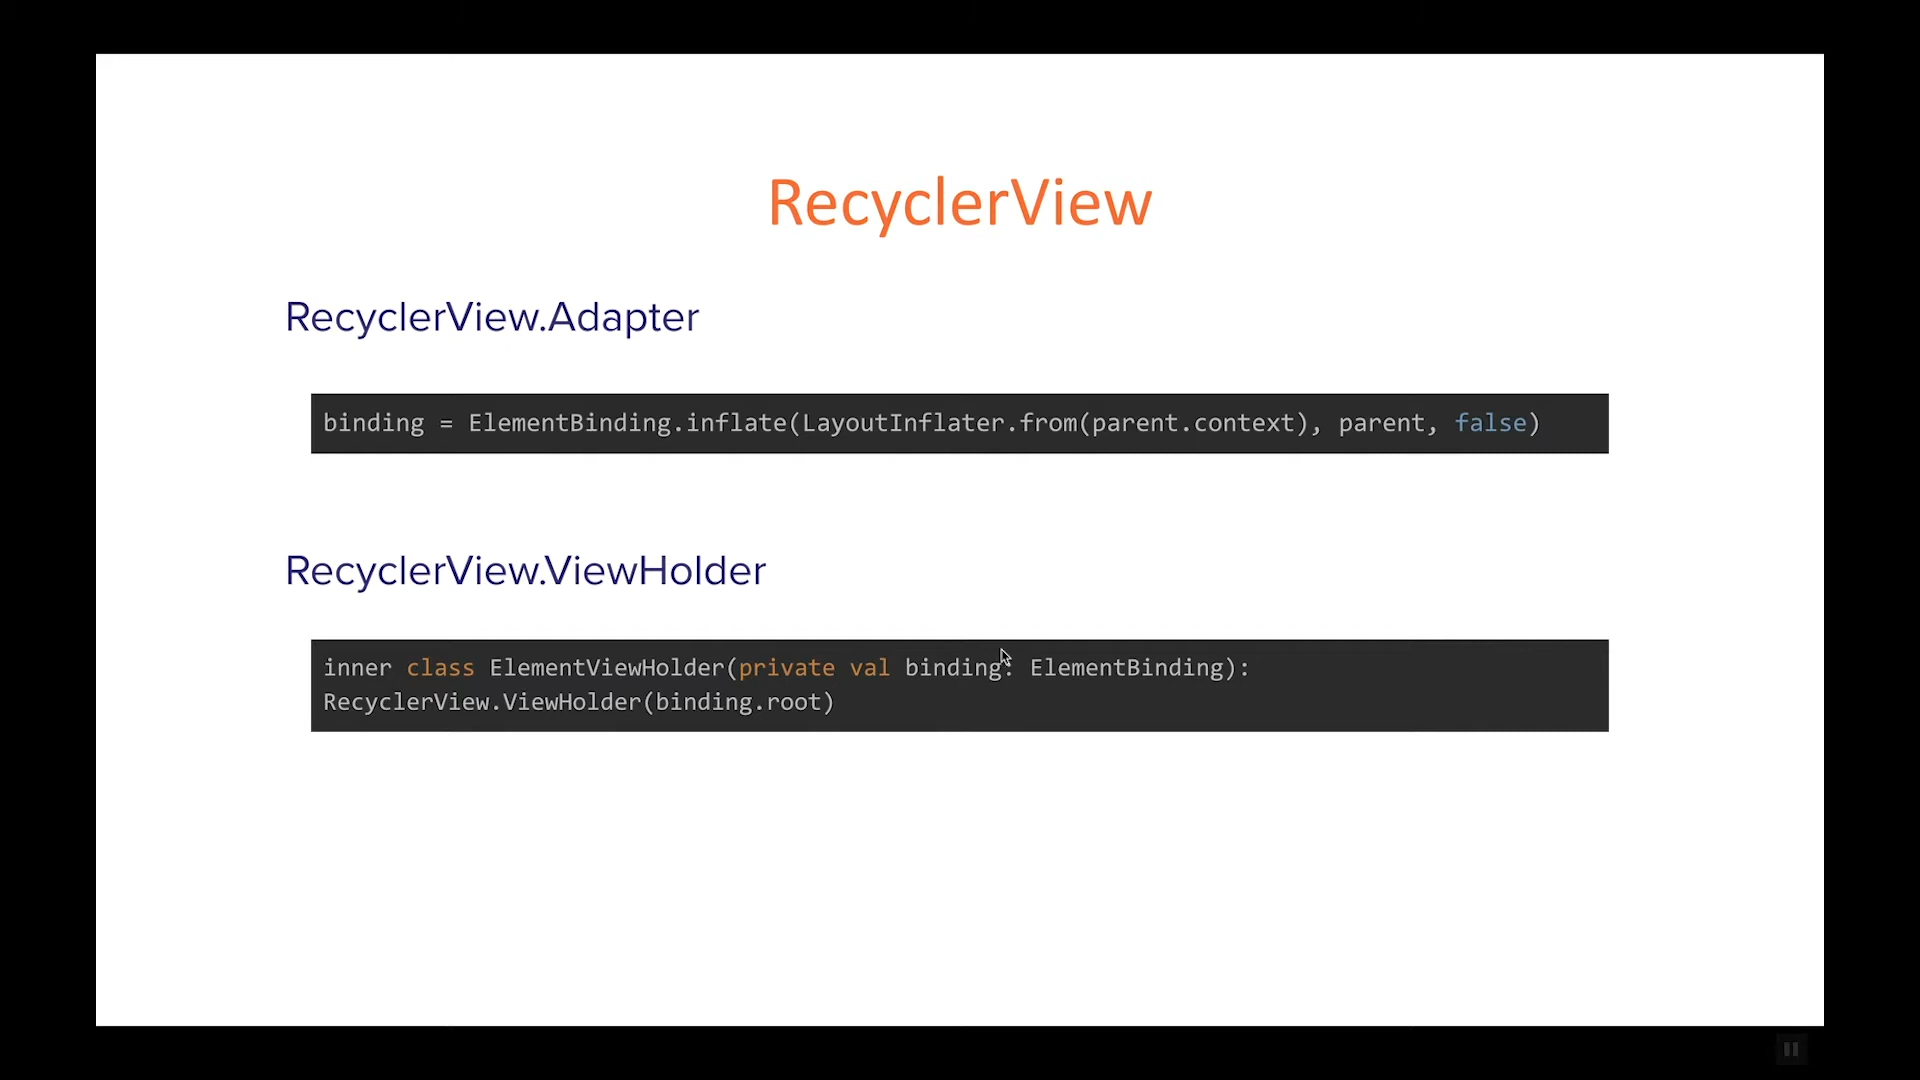 RecyclerView
RecyclerView.Adapter
binding = ElementBinding.inflate(LayoutInflater.from(parent.context), parent, false)
RecyclerView.ViewHolder
inner class ElementViewHolder(private val binding: ElementBinding):
RecyclerView.ViewHolder(binding.root)